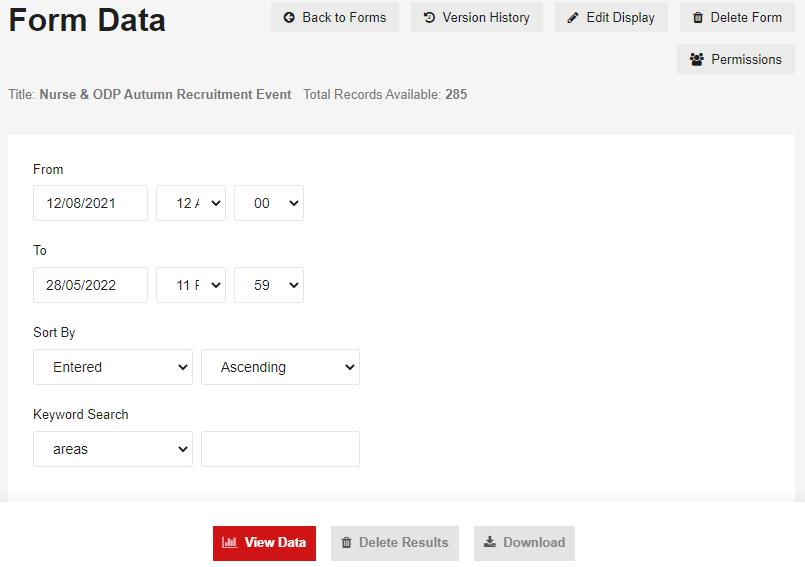 Form Data
Back to Forms
Version History
Edit Display
Delete Form
Permissions
Title: Nurse & ODP Autumn Recruitment Event Total Records Available: 285
From
12/08/2021 12 A 00
To
28/05/2022 11 P 59
Sort By
Entered Ascending
Keyword Search
areas
View Data Delete Results Download